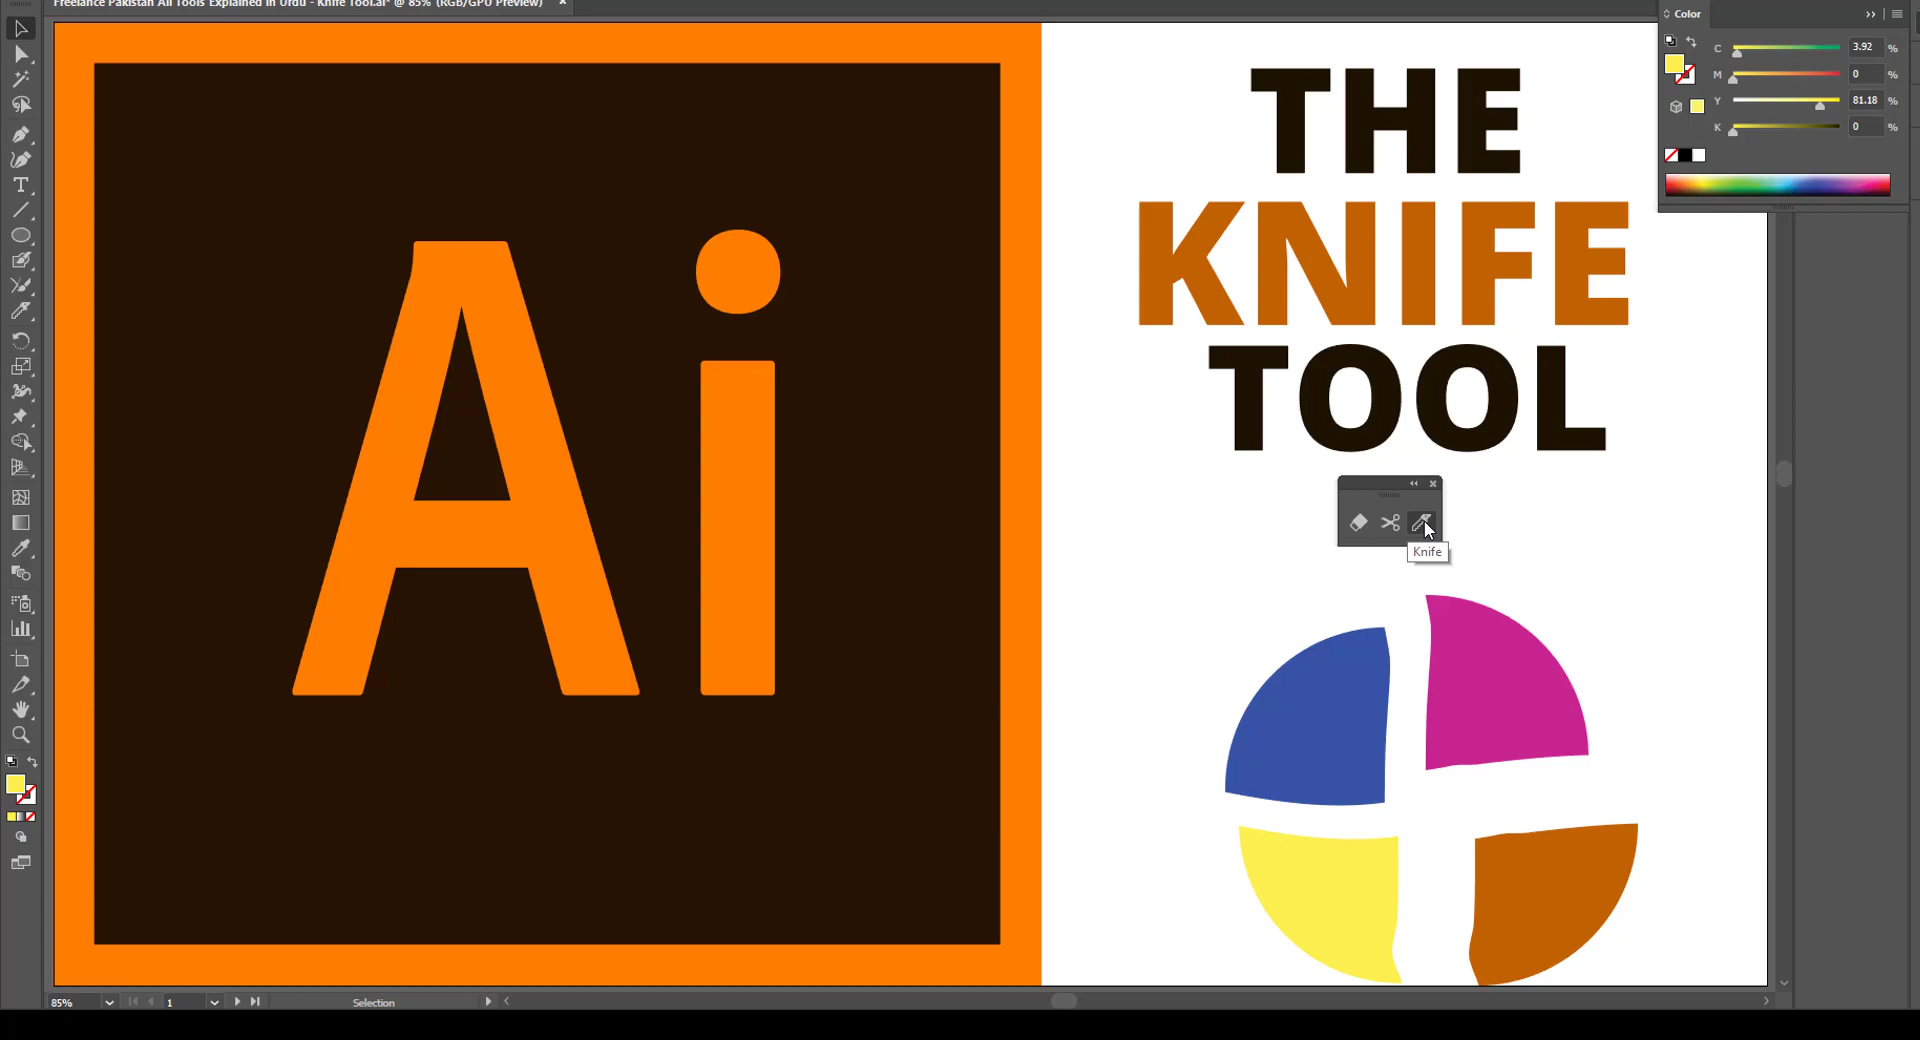 Freelance Pakistan All Tools Explained in Urdu - Knife Tool.ai* @ 85% (RGB/GPU Preview) ×
Color
C 3.92 %
M 0 %
Y 81.18 %
K 0 %
THE
KNIFE
TOOL
Ai
Knife
85%
1
Selection